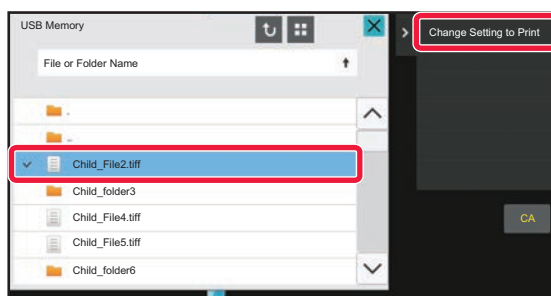 USB Memory
Change Setting to Print
File or Folder Name
.
..
Child_File2.tiff
Child_folder3
Child_File4.tiff
Child_File5.tiff
CA
Child_folder6